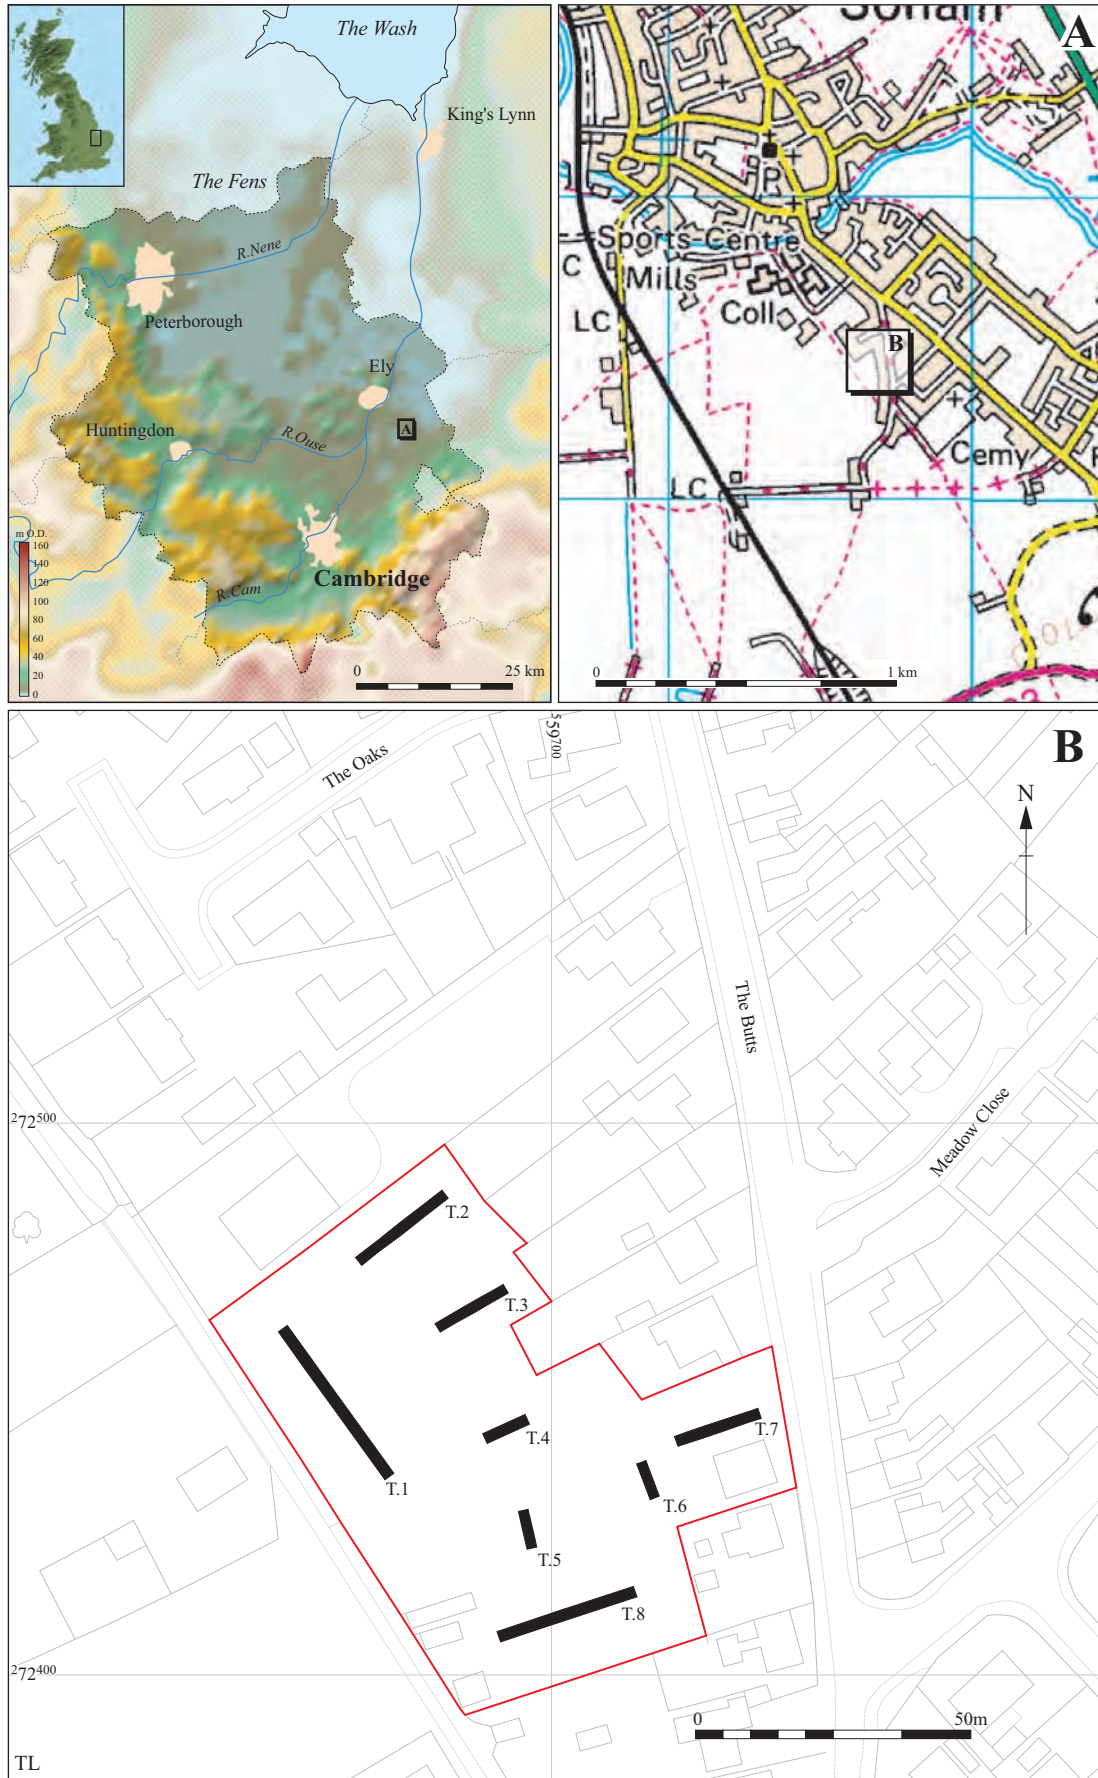 The Wash
King's Lynn
The Fens
R.Nene
Peterborough
Ely
A
Huntingdon
R.Ouse
m O.D.
160
140
120
100
80
60
40
20
0
Cambridge
R.Cam
0 25 km
A
Soham
P
Sports Centre
C
Mills
Coll
LC
B
Cemy
LC
0 1 km
B
559700
The Oaks
N
The Butts
272500
Meadow Close
T.2
T.3
T.7
T.4
T.1
T.6
T.5
T.8
272400
0 50m
TL